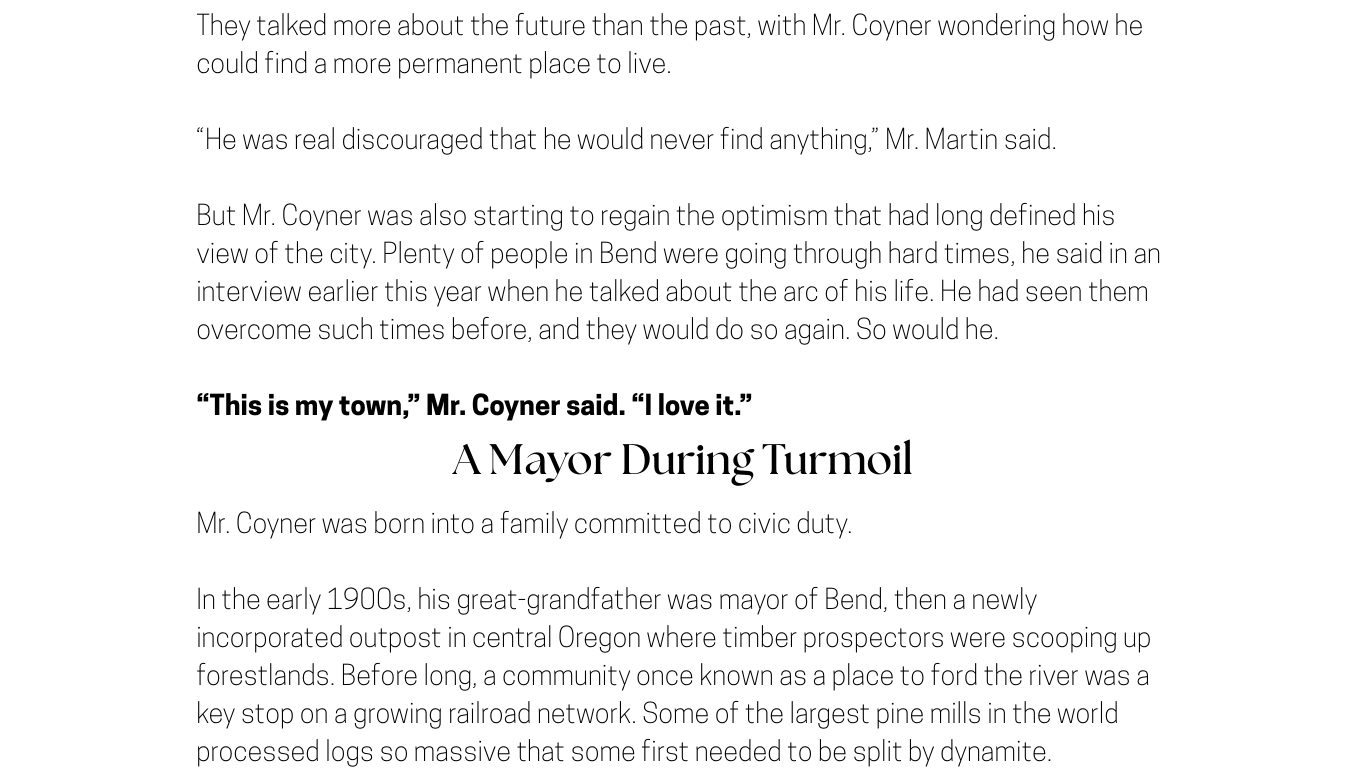 They talked more about the future than the past, with Mr. Coyner wondering how he
could find a more permanent place to live.
“He was real discouraged that he would never find anything,” Mr. Martin said.
But Mr. Coyner was also starting to regain the optimism that had long defined his
view of the city. Plenty of people in Bend were going through hard times, he said in an
interview earlier this year when he talked about the arc of his life. He had seen them
overcome such times before, and they would do so again. So would he.
“This is my town,” Mr. Coyner said. “I love it.”
A Mayor During Turmoil
Mr. Coyner was born into a family committed to civic duty.
In the early 1900s, his great-grandfather was mayor of Bend, then a newly
incorporated outpost in central Oregon where timber prospectors were scooping up
forestlands. Before long, a community once known as a place to ford the river was a
key stop on a growing railroad network. Some of the largest pine mills in the world
processed logs so massive that some first needed to be split by dynamite.